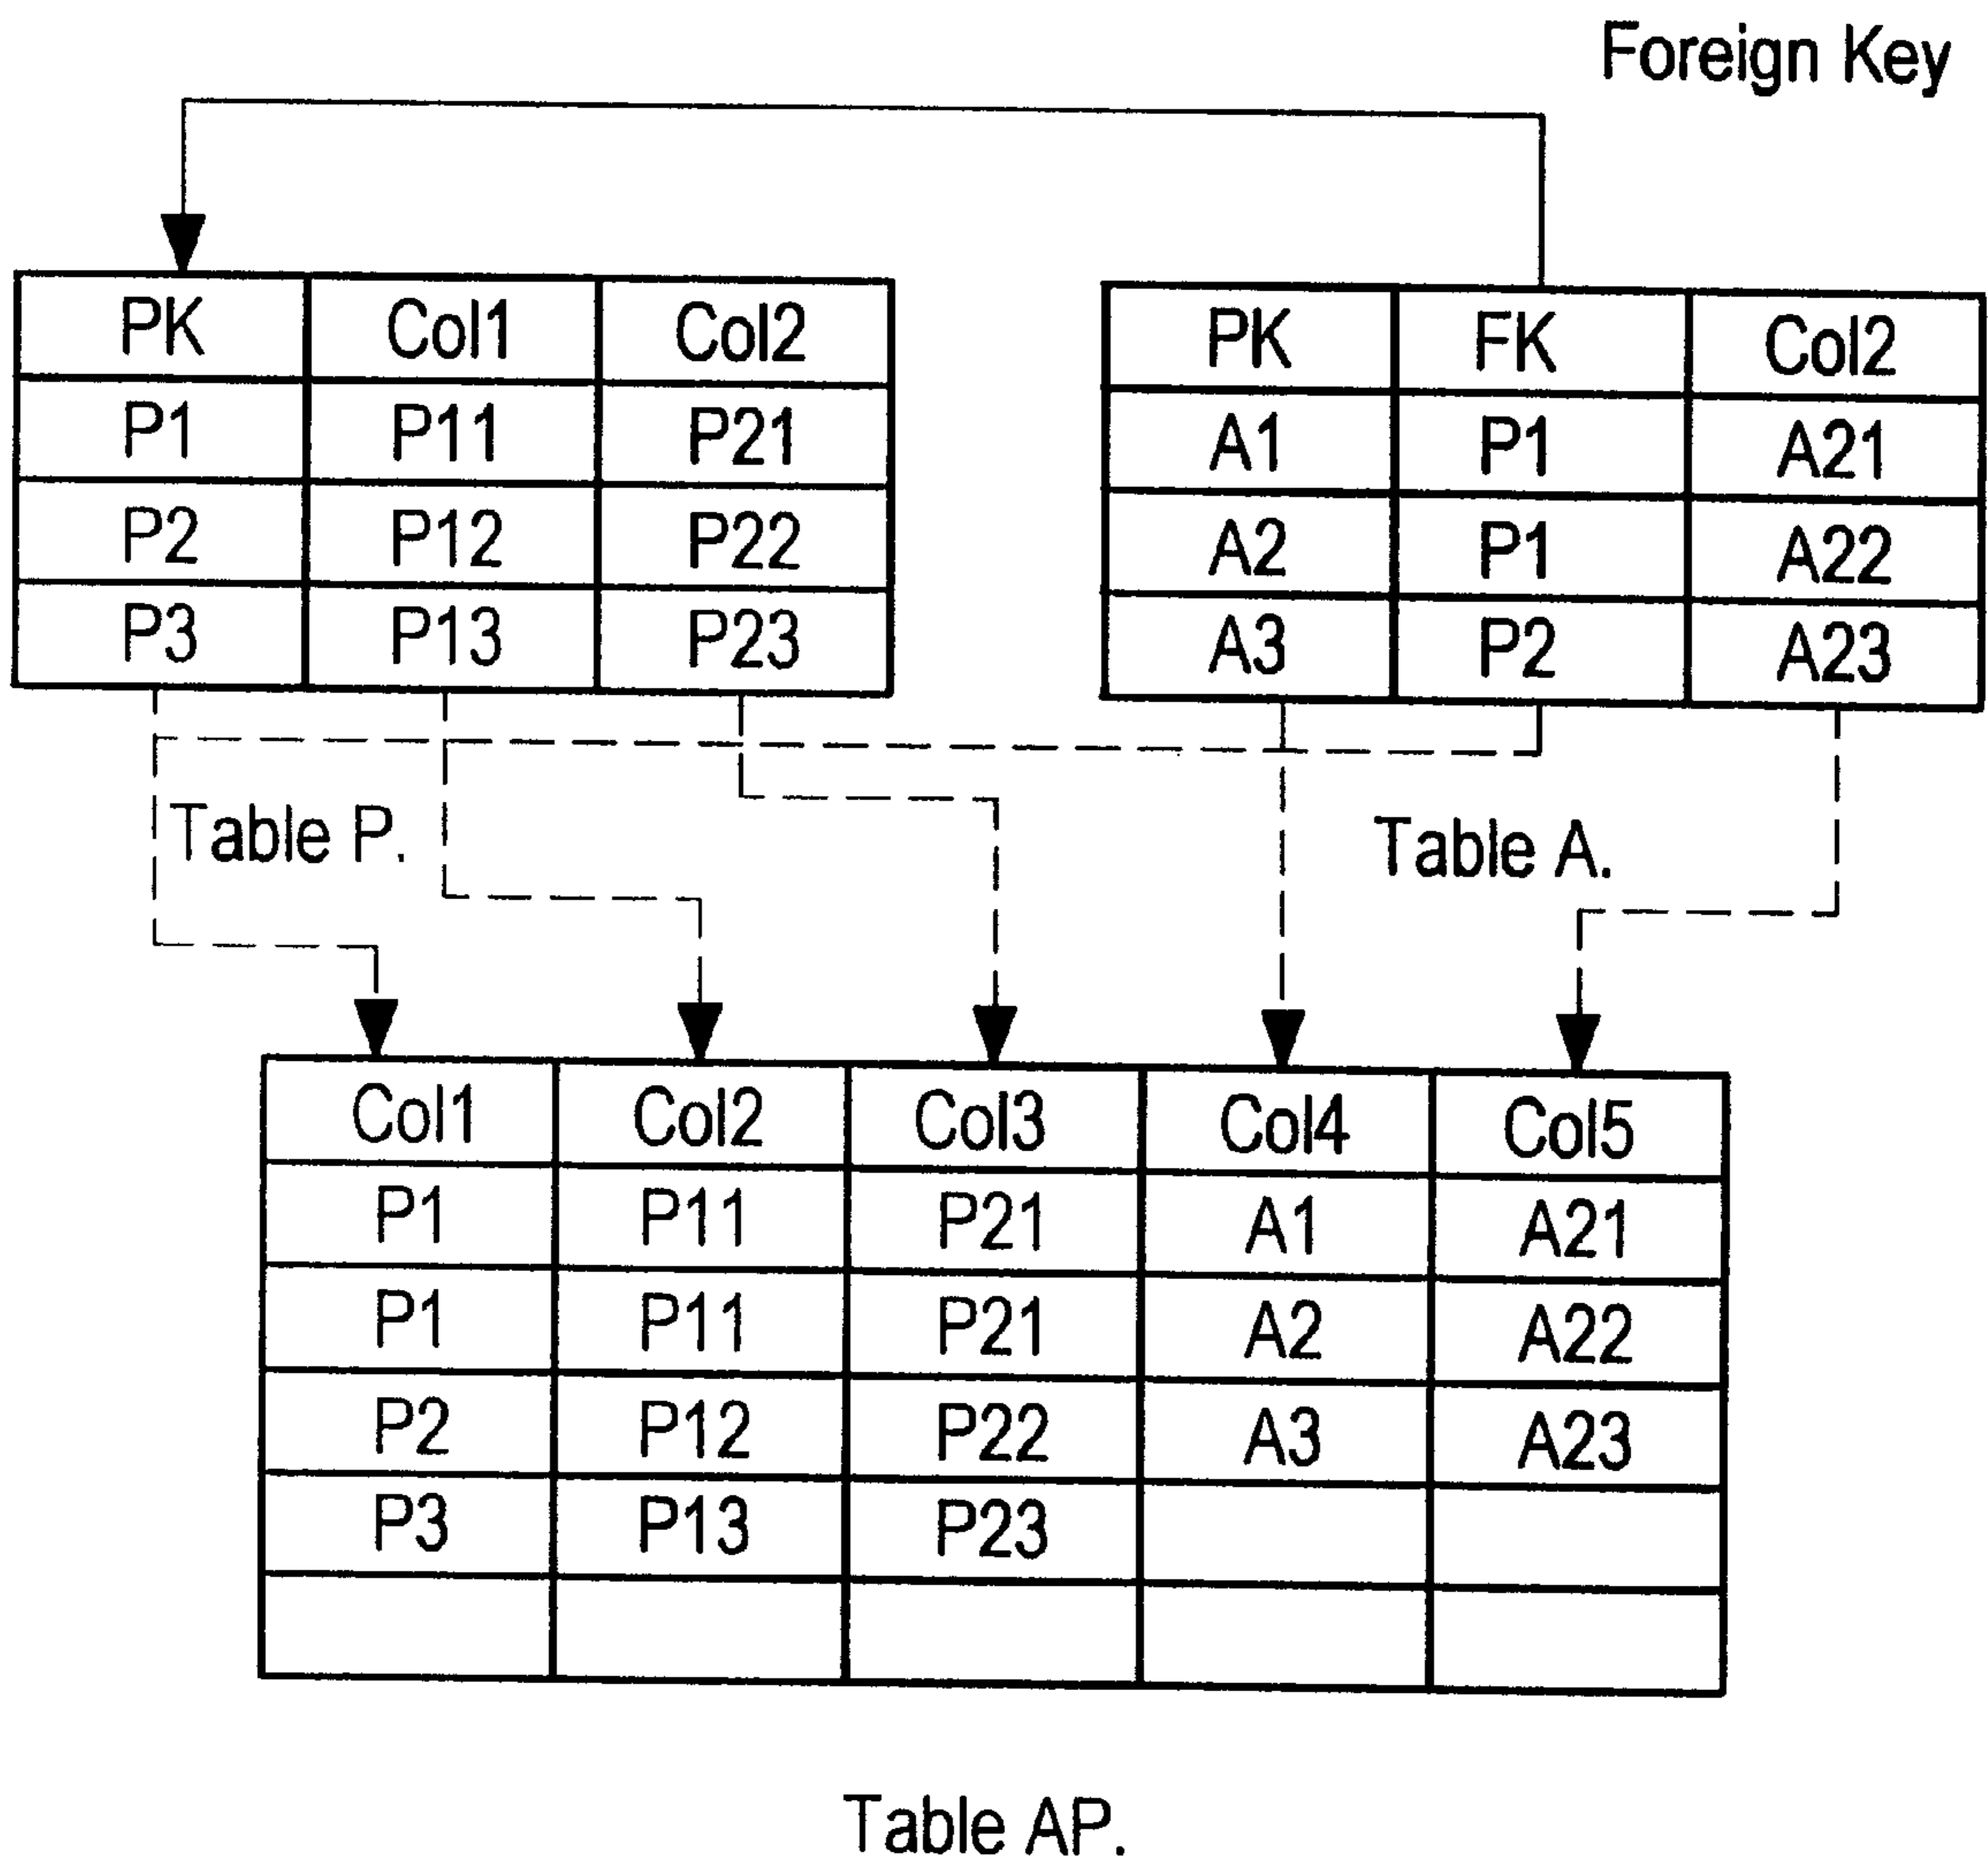 Foreign Key
PK Col1 Col2
P1 P11 P21
P2 P12 P22
P3 P13 P23
PK FK Col2
A1 P1 A21
A2 P1 A22
A3 P2 A23
Table P.
Table A.
Col1 Col2 Col3 Col4 Col5
P1 P11 P21 A1 A21
P1 P11 P21 A2 A22
P2 P12 P22 A3 A23
P3 P13 P23
Table AP.